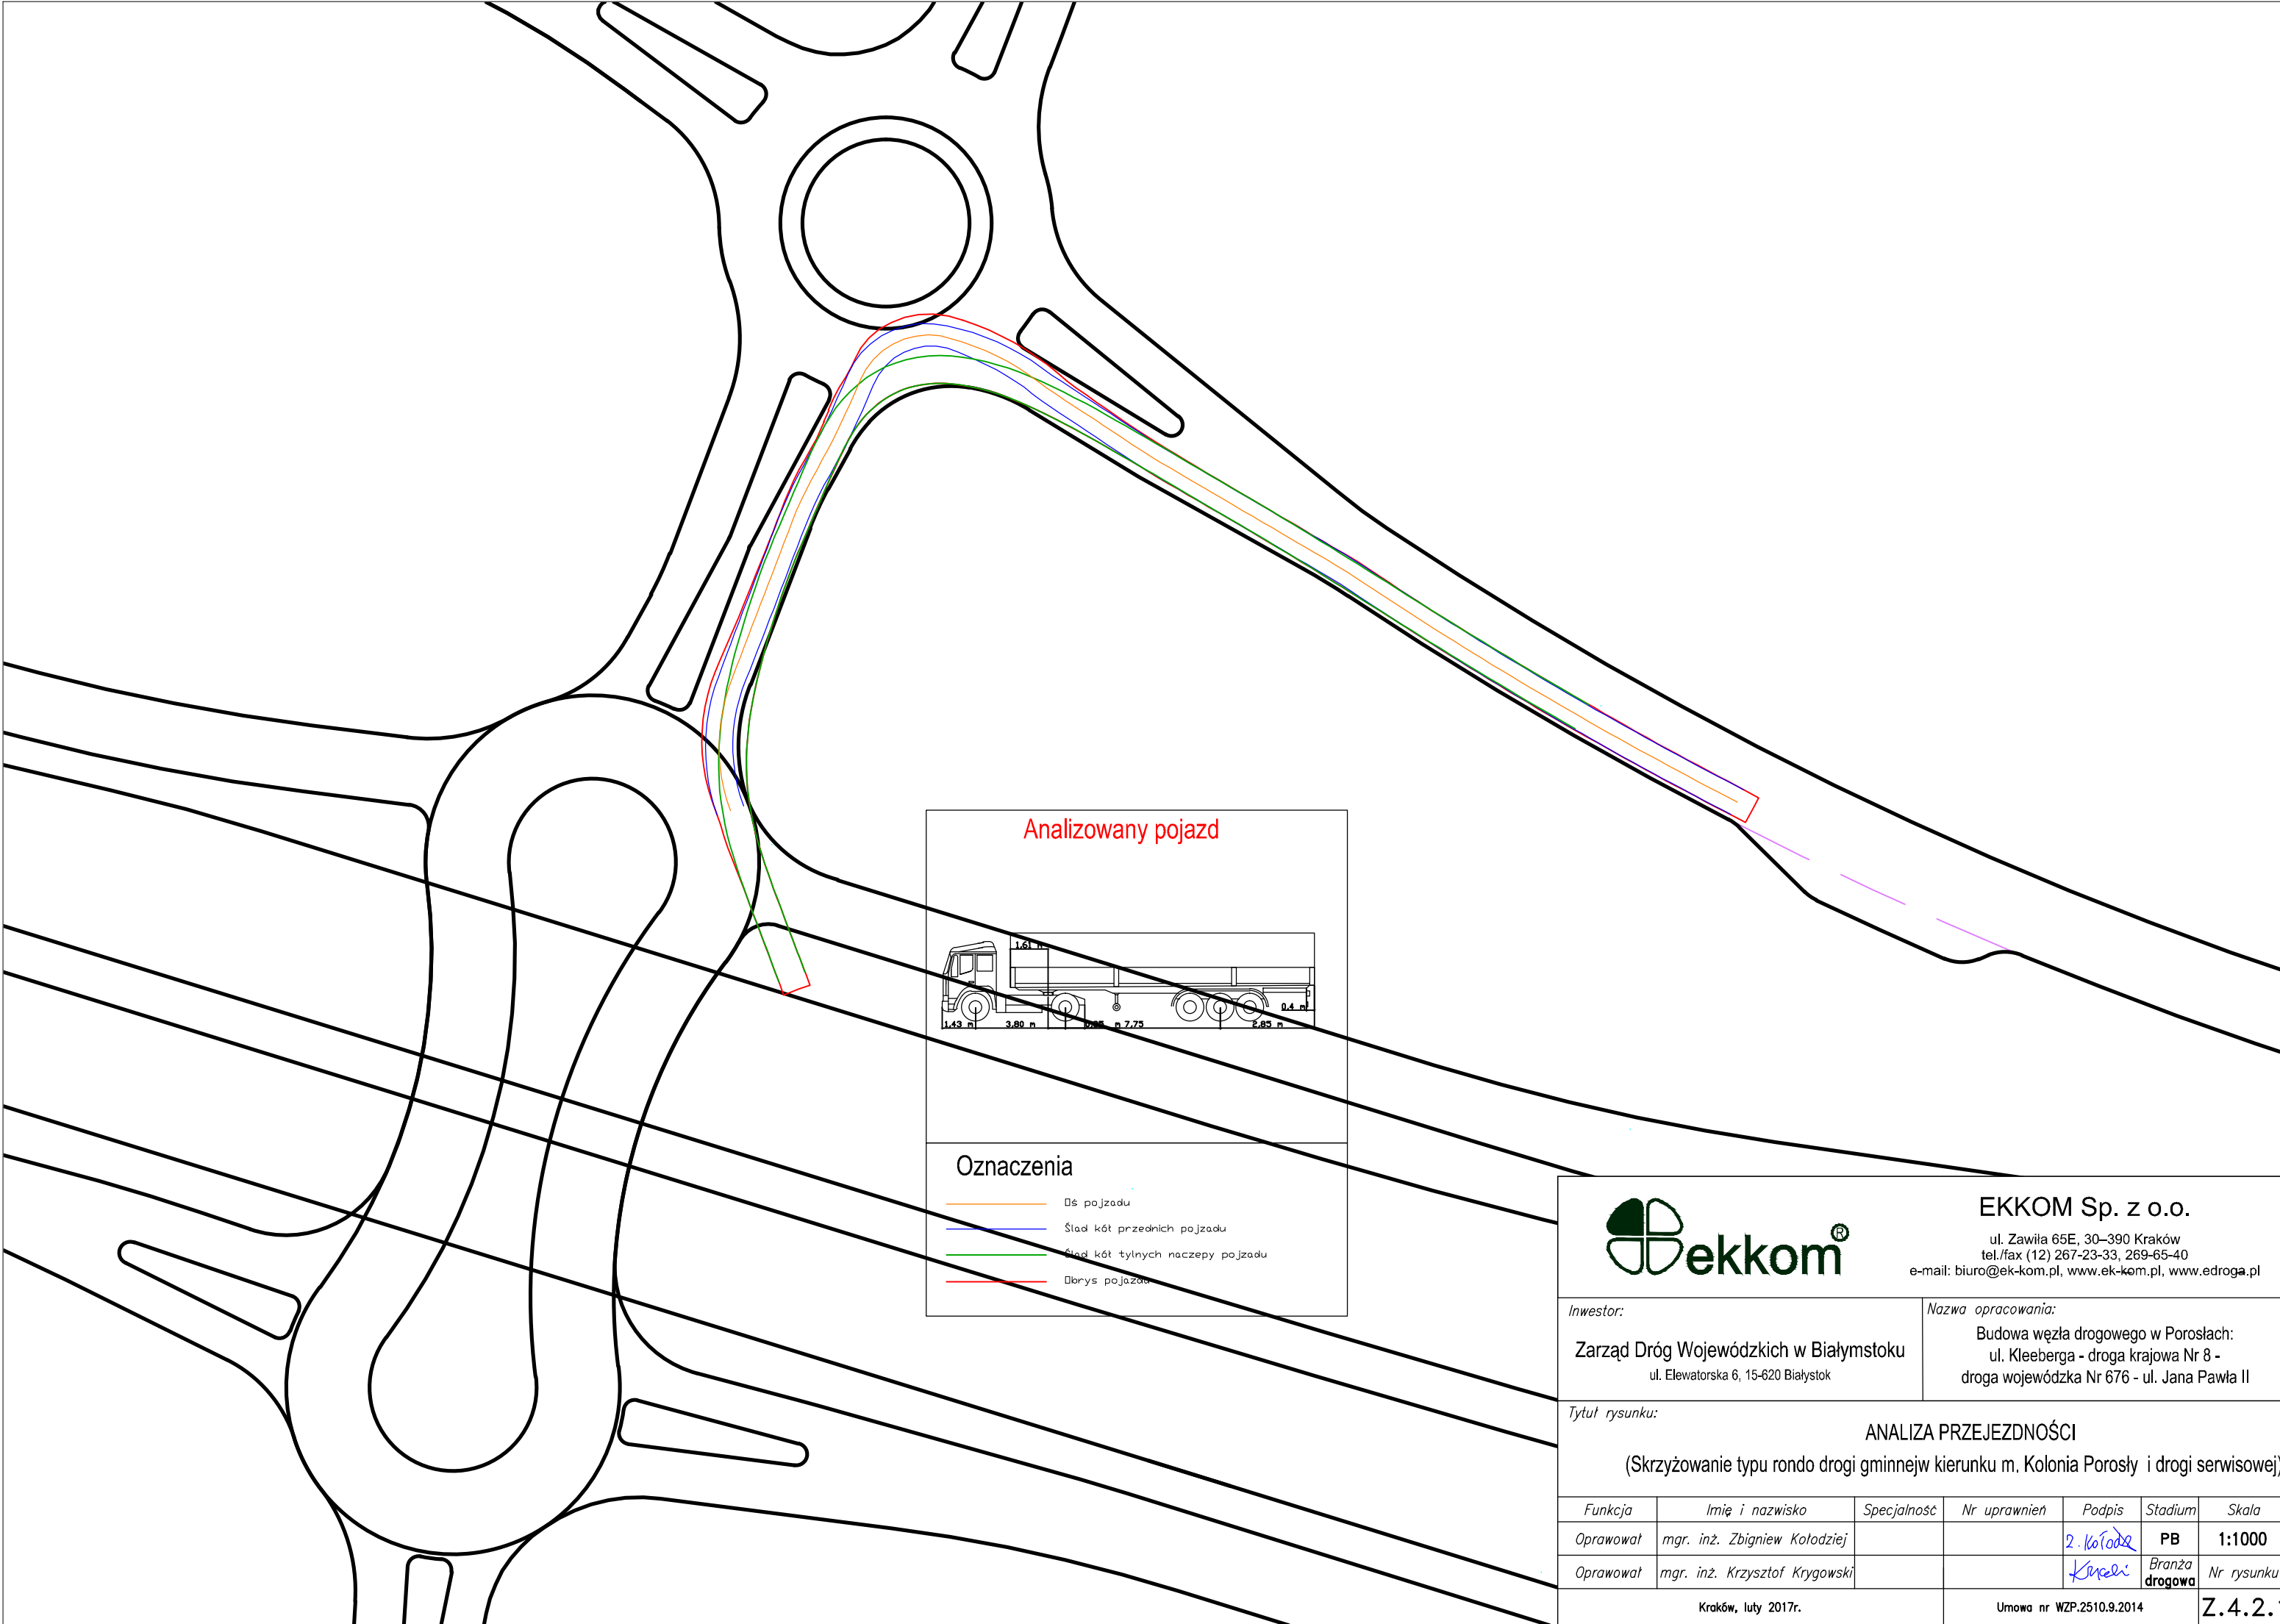 Analizowany pojazd
1.61 m
0.4 m
1.43 m
3.80 m
m 7.75
2.85 m
Oznaczenia
Oś pojzadu
Ślad kół przednich pojzadu
Ślad kół tylnych naczepy pojzadu
Obrys pojazdu
ekkom®
EKKOM Sp. z o.o.
ul. Zawiła 65E, 30–390 Kraków
tel./fax (12) 267-23-33, 269-65-40
e-mail: biuro@ek-kom.pl, www.ek-kom.pl, www.edroga.pl
Inwestor:
Zarząd Dróg Wojewódzkich w Białymstoku
ul. Elewatorska 6, 15-620 Białystok
Nazwa opracowania:
Budowa węzła drogowego w Porosłach:
ul. Kleeberga - droga krajowa Nr 8 -
droga wojewódzka Nr 676 - ul. Jana Pawła II
Tytuł rysunku:
ANALIZA PRZEJEZDNOŚCI
(Skrzyżowanie typu rondo drogi gminnejw kierunku m. Kolonia Porosły i drogi serwisowej)
Funkcja Imię i nazwisko Specjalność Nr uprawnień Podpis Stadium Skala
Oprawował mgr. inż. Zbigniew Kołodziej PB 1:1000
Oprawował mgr. inż. Krzysztof Krygowski Branża drogowa Nr rysunku
Kraków, luty 2017r. Umowa nr WZP.2510.9.2014 Z.4.2.